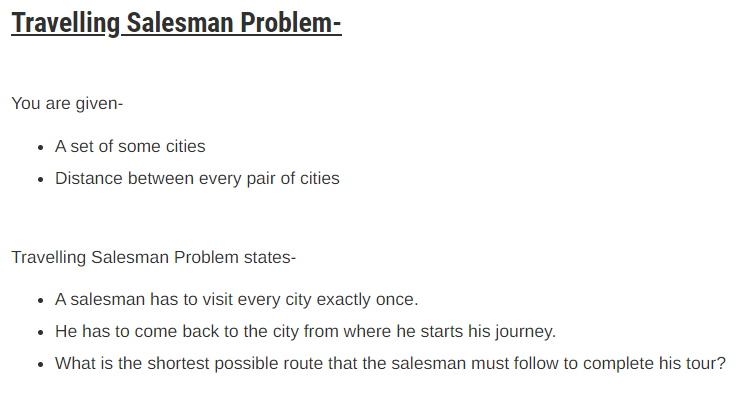 Travelling Salesman Problem-
You are given-
• A set of some cities
• Distance between every pair of cities
Travelling Salesman Problem states-
• A salesman has to visit every city exactly once.
• He has to come back to the city from where he starts his journey.
• What is the shortest possible route that the salesman must follow to complete his tour?